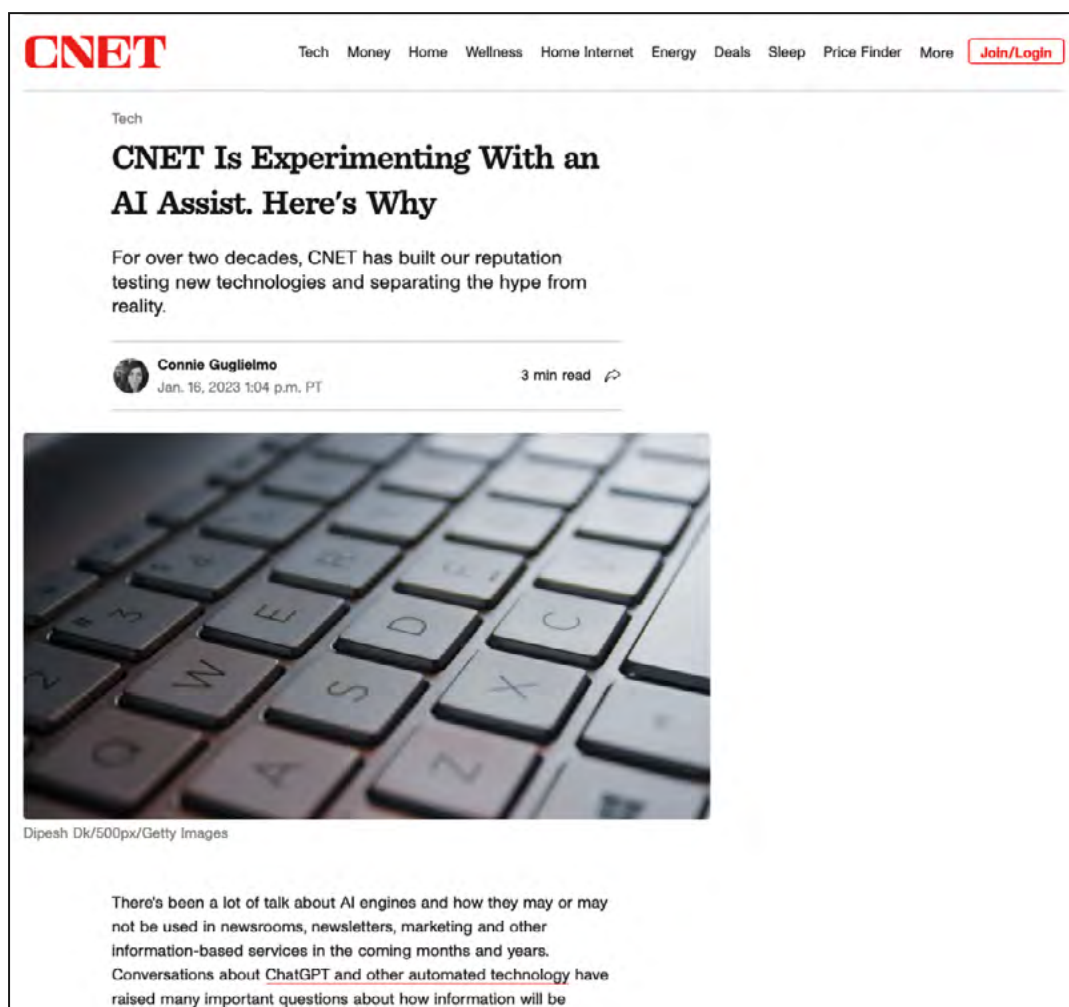 CNET
Tech Money Home Wellness Home Internet Energy Deals Sleep Price Finder More Join/Login
Tech
CNET Is Experimenting With an
AI Assist. Here's Why
For over two decades, CNET has built our reputation
testing new technologies and separating the hype from
reality.
Connie Guglielmo
Jan. 16, 2023 1:04 p.m. PT
3 min read
# 3 E D C
2 W S X
Q A Z
4 R F
Dipesh Dk/500px/Getty Images
There's been a lot of talk about AI engines and how they may or may
not be used in newsrooms, newsletters, marketing and other
information-based services in the coming months and years.
Conversations about ChatGPT and other automated technology have
raised many important questions about how information will be